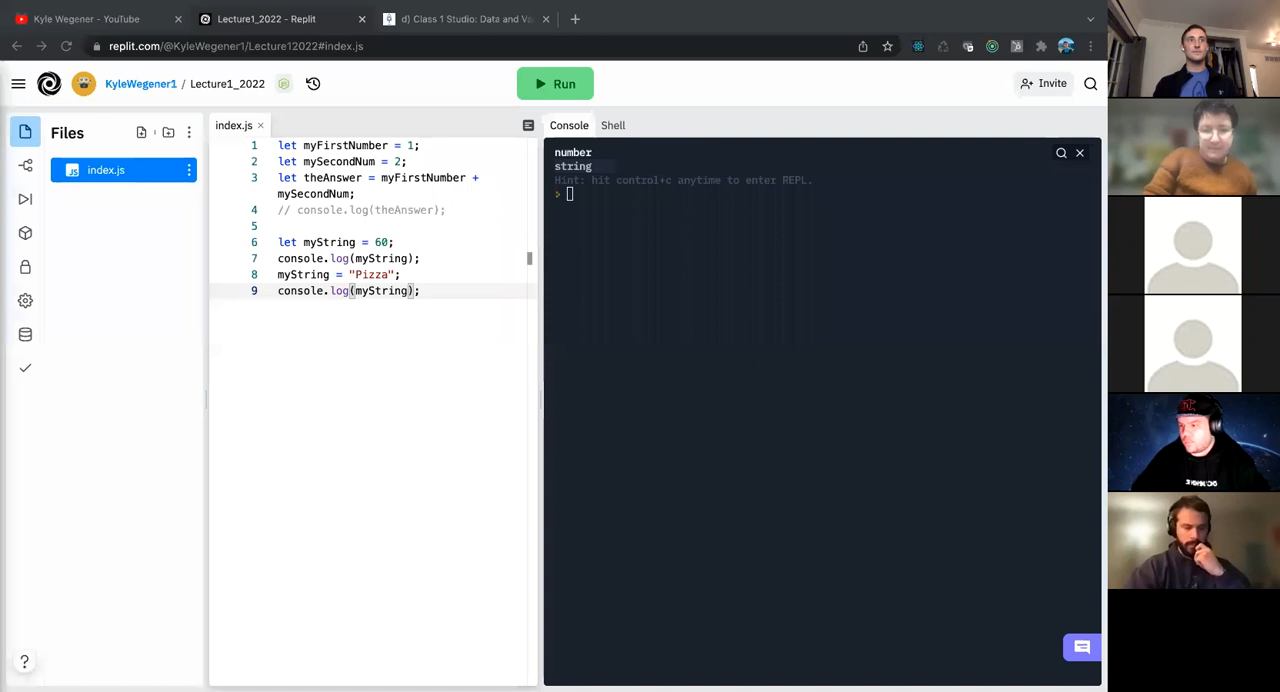 Kyle Wegener - YouTube
Lecture1_2022 - Replit
d) Class 1 Studio: Data and Va
replit.com/@KyleWegener1/Lecture12022#index.js
KyleWegener1 / Lecture1_2022
Run
Invite
Files
index.js
index.js
1 let myFirstNumber = 1;
2 let mySecondNum = 2;
3 let theAnswer = myFirstNumber +
mySecondNum;
4 // console.log(theAnswer);
5
6 let myString = 60;
7 console.log(myString);
8 myString = "Pizza";
9 console.log(myString);
Console
Shell
number
string
Hint: hit control+c anytime to enter REPL.
>
?